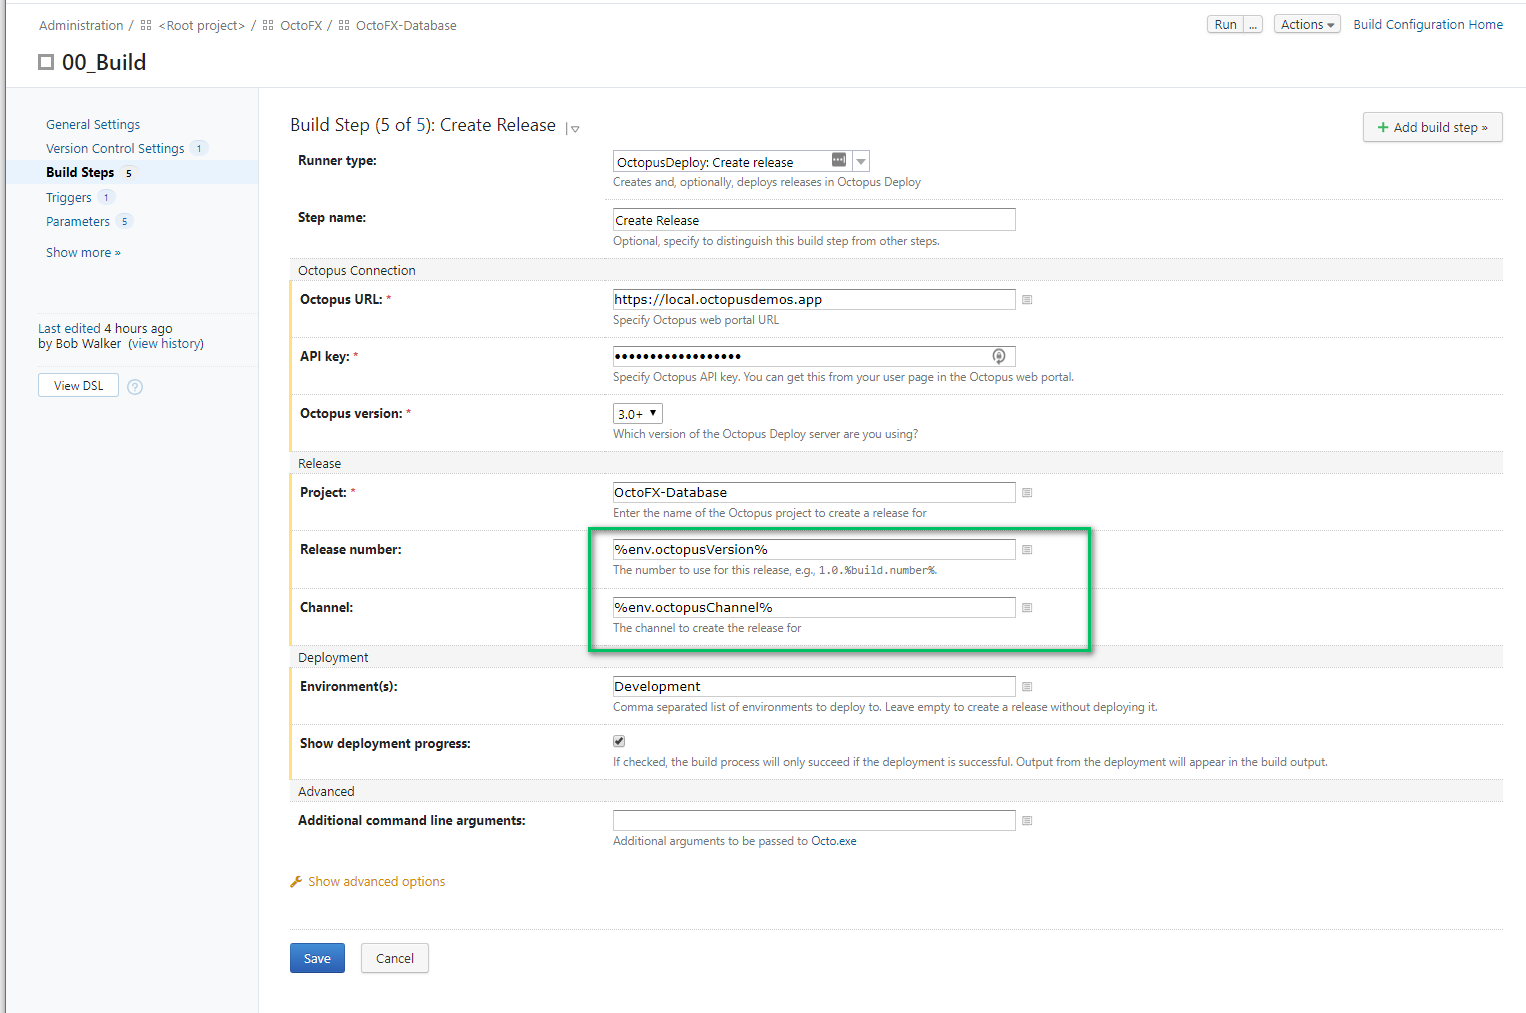 Administration / <Root project> / OctoFX / OctoFX-Database
Run ... Actions Build Configuration Home
00_Build
General Settings
Version Control Settings 1
Build Steps 5
Triggers 1
Parameters 5
Show more »
Last edited 4 hours ago
by Bob Walker (view history)
View DSL ?
Build Step (5 of 5): Create Release
+ Add build step »
Runner type: OctopusDeploy: Create release
Creates and, optionally, deploys releases in Octopus Deploy
Step name: Create Release
Optional, specify to distinguish this build step from other steps.
Octopus Connection
Octopus URL: * https://local.octopusdemos.app
Specify Octopus web portal URL
API key: * ••••••••••••••••••
Specify Octopus API key. You can get this from your user page in the Octopus web portal.
Octopus version: * 3.0+
Which version of the Octopus Deploy server are you using?
Release
Project: * OctoFX-Database
Enter the name of the Octopus project to create a release for
Release number: %env.octopusVersion%
The number to use for this release, e.g., 1.0.%build.number%.
Channel: %env.octopusChannel%
The channel to create the release for
Deployment
Environment(s): Development
Comma separated list of environments to deploy to. Leave empty to create a release without deploying it.
Show deployment progress:
If checked, the build process will only succeed if the deployment is successful. Output from the deployment will appear in the build output.
Advanced
Additional command line arguments:
Additional arguments to be passed to Octo.exe
Show advanced options
Save Cancel